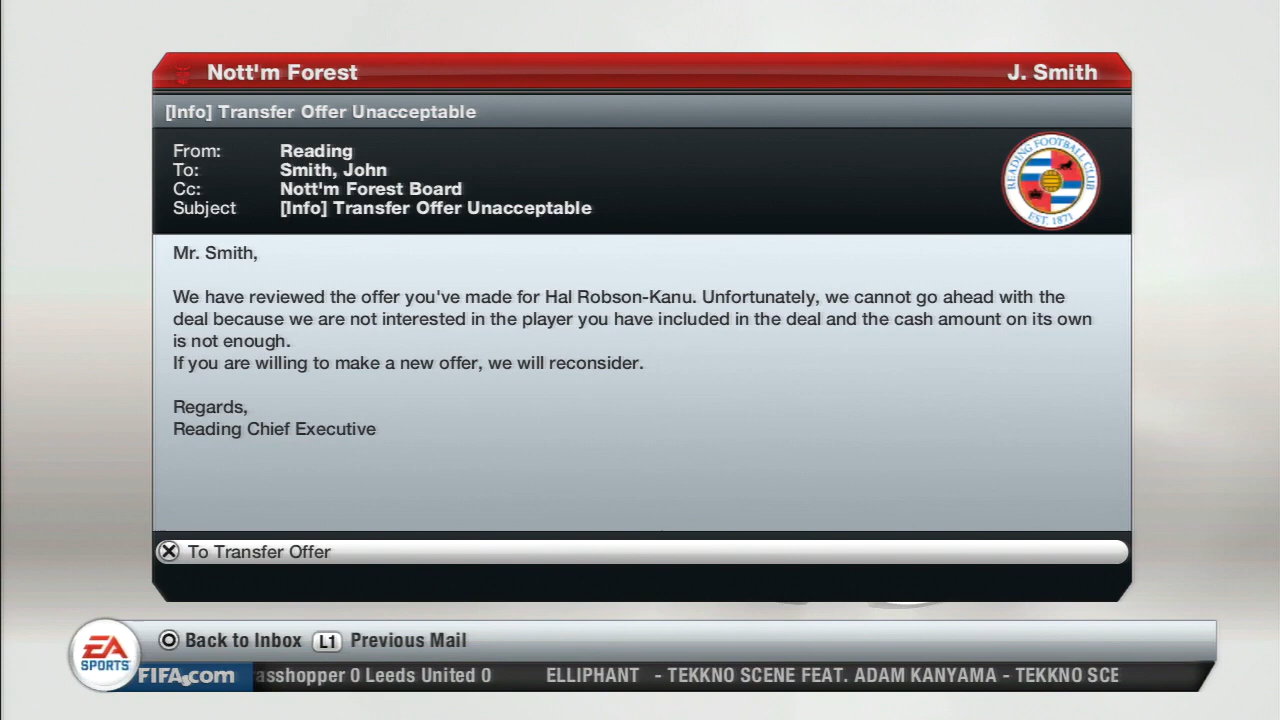 Nott'm Forest
J. Smith
[Info] Transfer Offer Unacceptable
From: Reading
To: Smith, John
Cc: Nott'm Forest Board
Subject [Info] Transfer Offer Unacceptable
READING FOOTBALL CLUB
EST. 1871
Mr. Smith,
We have reviewed the offer you've made for Hal Robson-Kanu. Unfortunately, we cannot go ahead with the
deal because we are not interested in the player you have included in the deal and the cash amount on its own
is not enough.
If you are willing to make a new offer, we will reconsider.
Regards,
Reading Chief Executive
To Transfer Offer
Back to Inbox L1 Previous Mail
EA
SPORTS
FIFA.com
asshopper 0 Leeds United 0 ELLIPHANT - TEKKNO SCENE FEAT. ADAM KANYAMA - TEKKNO SCE